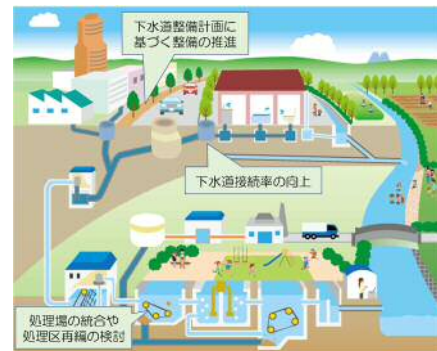 下水道整備計画に
基づく整備の推進
下水道接続率の向上
処理場の統合や
処理区再編の検討